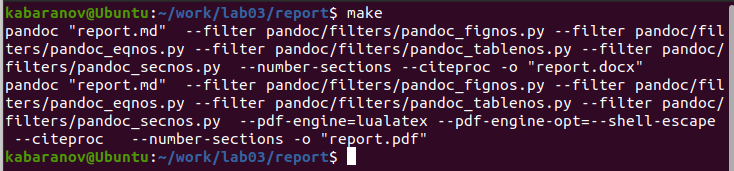 kabaranov@Ubuntu:~/work/lab03/report$ make
pandoc "report.md"  --filter pandoc/filters/pandoc_fignos.py --filter pandoc/fil
ters/pandoc_eqnos.py --filter pandoc/filters/pandoc_tablenos.py --filter pandoc/
filters/pandoc_secnos.py  --number-sections --citeproc -o "report.docx"
pandoc "report.md"  --filter pandoc/filters/pandoc_fignos.py --filter pandoc/fil
ters/pandoc_eqnos.py --filter pandoc/filters/pandoc_tablenos.py --filter pandoc/
filters/pandoc_secnos.py  --pdf-engine=lualatex --pdf-engine-opt=--shell-escape
 --citeproc   --number-sections -o "report.pdf"
kabaranov@Ubuntu:~/work/lab03/report$